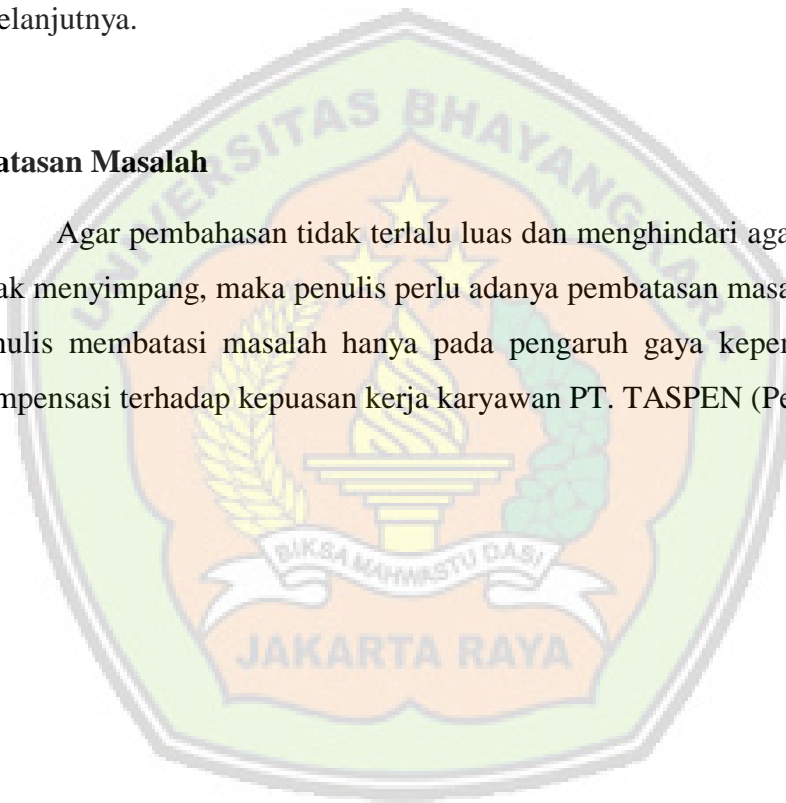 elanjutnya.
atasan Masalah
Agar pembahasan tidak terlalu luas dan menghindari aga
ak menyimpang, maka penulis perlu adanya pembatasan masa
nulis membatasi masalah hanya pada pengaruh gaya keper
mpensasi terhadap kepuasan kerja karyawan PT. TASPEN (Pe
UNIVERSITAS BHAYANGKARA
BIKSA MAHWASTU DASI
JAKARTA RAYA